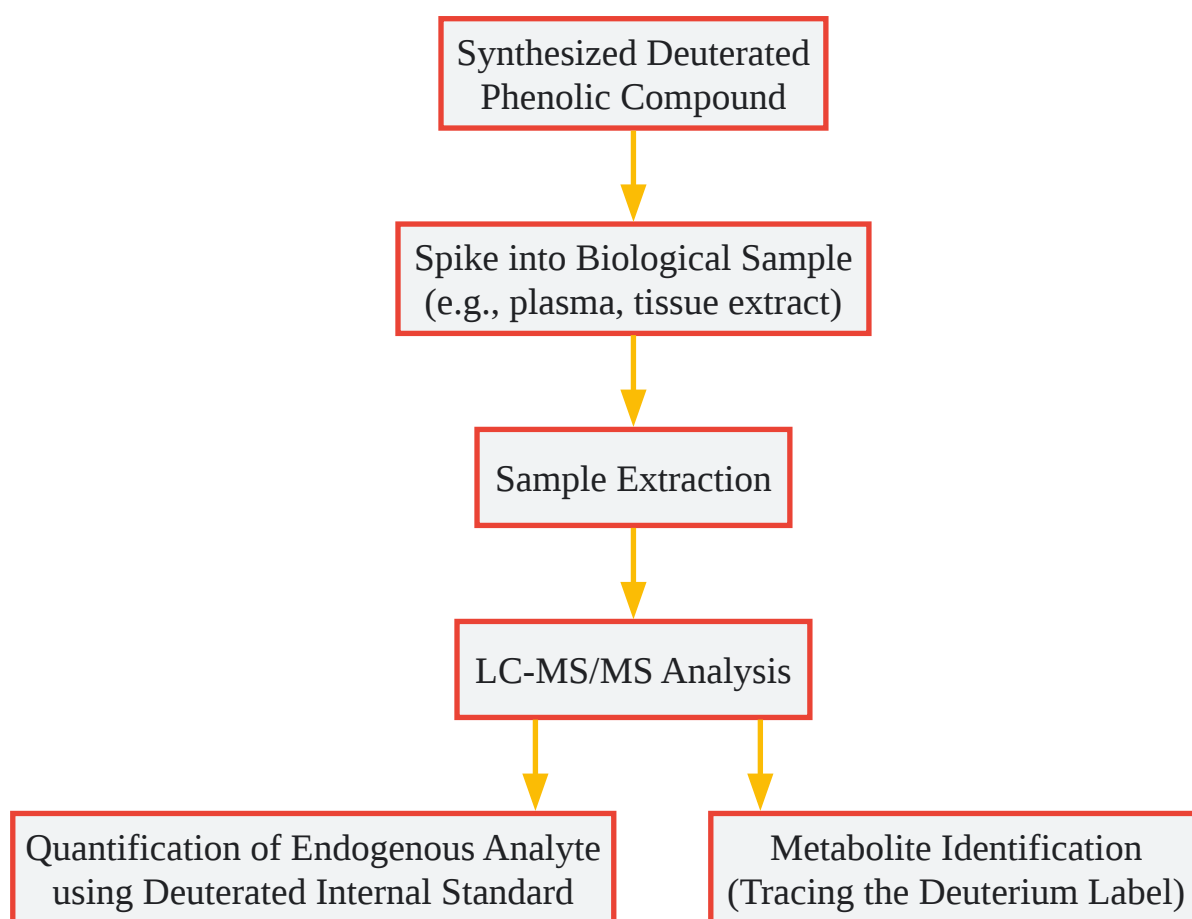 Synthesized Deuterated
Phenolic Compound
Spike into Biological Sample
(e.g., plasma, tissue extract)
Sample Extraction
LC-MS/MS Analysis
Quantification of Endogenous Analyte
using Deuterated Internal Standard
Metabolite Identification
(Tracing the Deuterium Label)